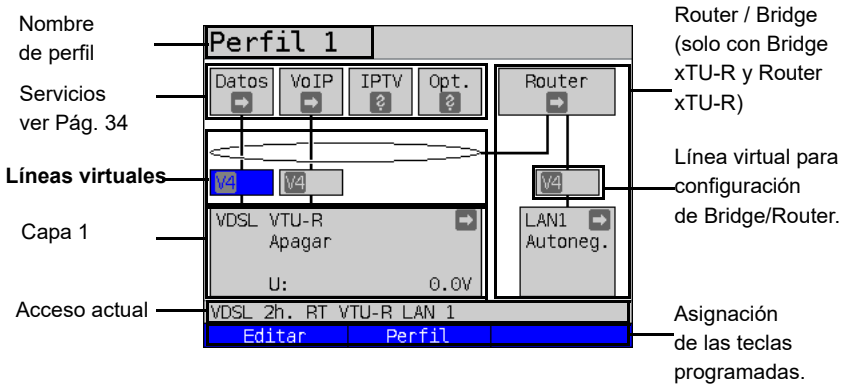 Nombre
de perfil
Servicios
ver Pág. 34
Líneas virtuales
Capa 1
Acceso actual
Perfil 1
Datos VoIP IPTV Opt. Router
? ?
V4 V4 V4
VDSL VTU-R
Apagar
U: 0.0V
LAN1
Autoneg.
VDSL 2h. RT VTU-R LAN 1
Editar Perfil
Router / Bridge
(solo con Bridge
xTU-R y Router
xTU-R)
Línea virtual para
configuración
de Bridge/Router.
Asignación
de las teclas
programadas.